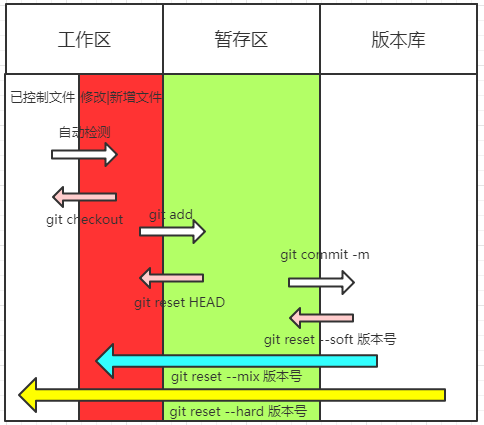 工作区 暂存区 版本库
已控制文件 修改|新增文件
自动检测
git checkout
git add
git commit -m
git reset HEAD
git reset --soft 版本号
git reset --mix 版本号
git reset --hard 版本号